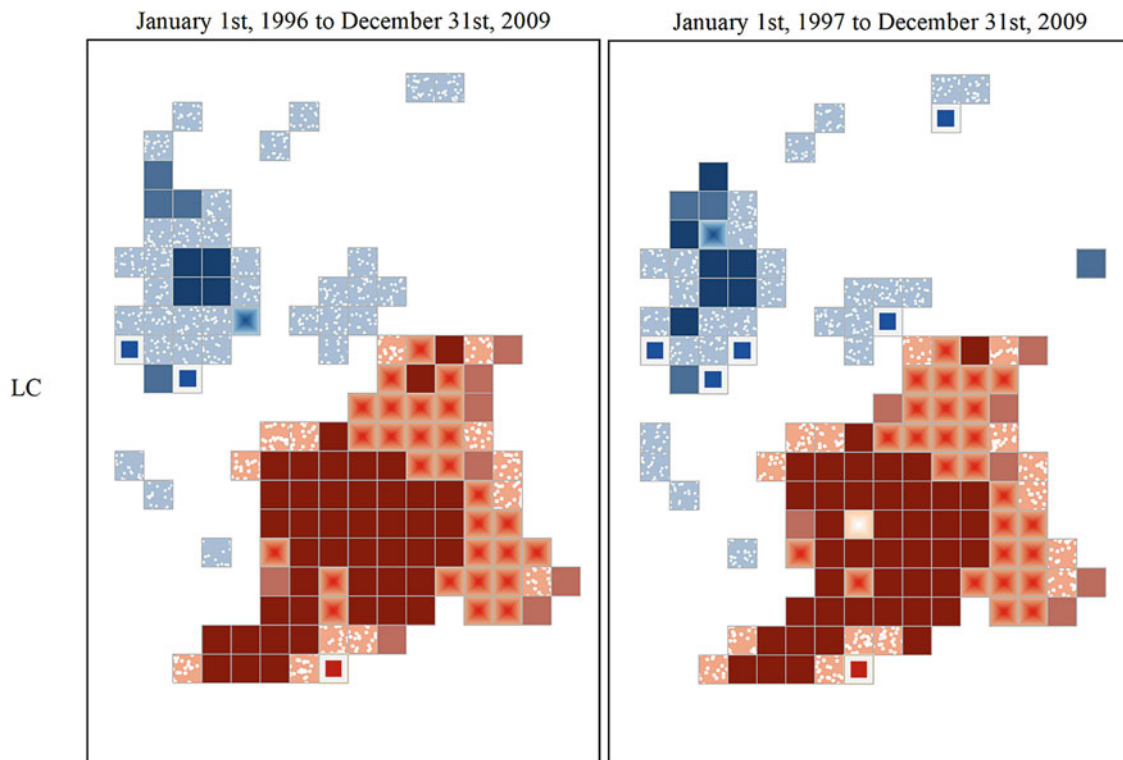 January 1st, 1996 to December 31st, 2009
January 1st, 1997 to December 31st, 2009
LC